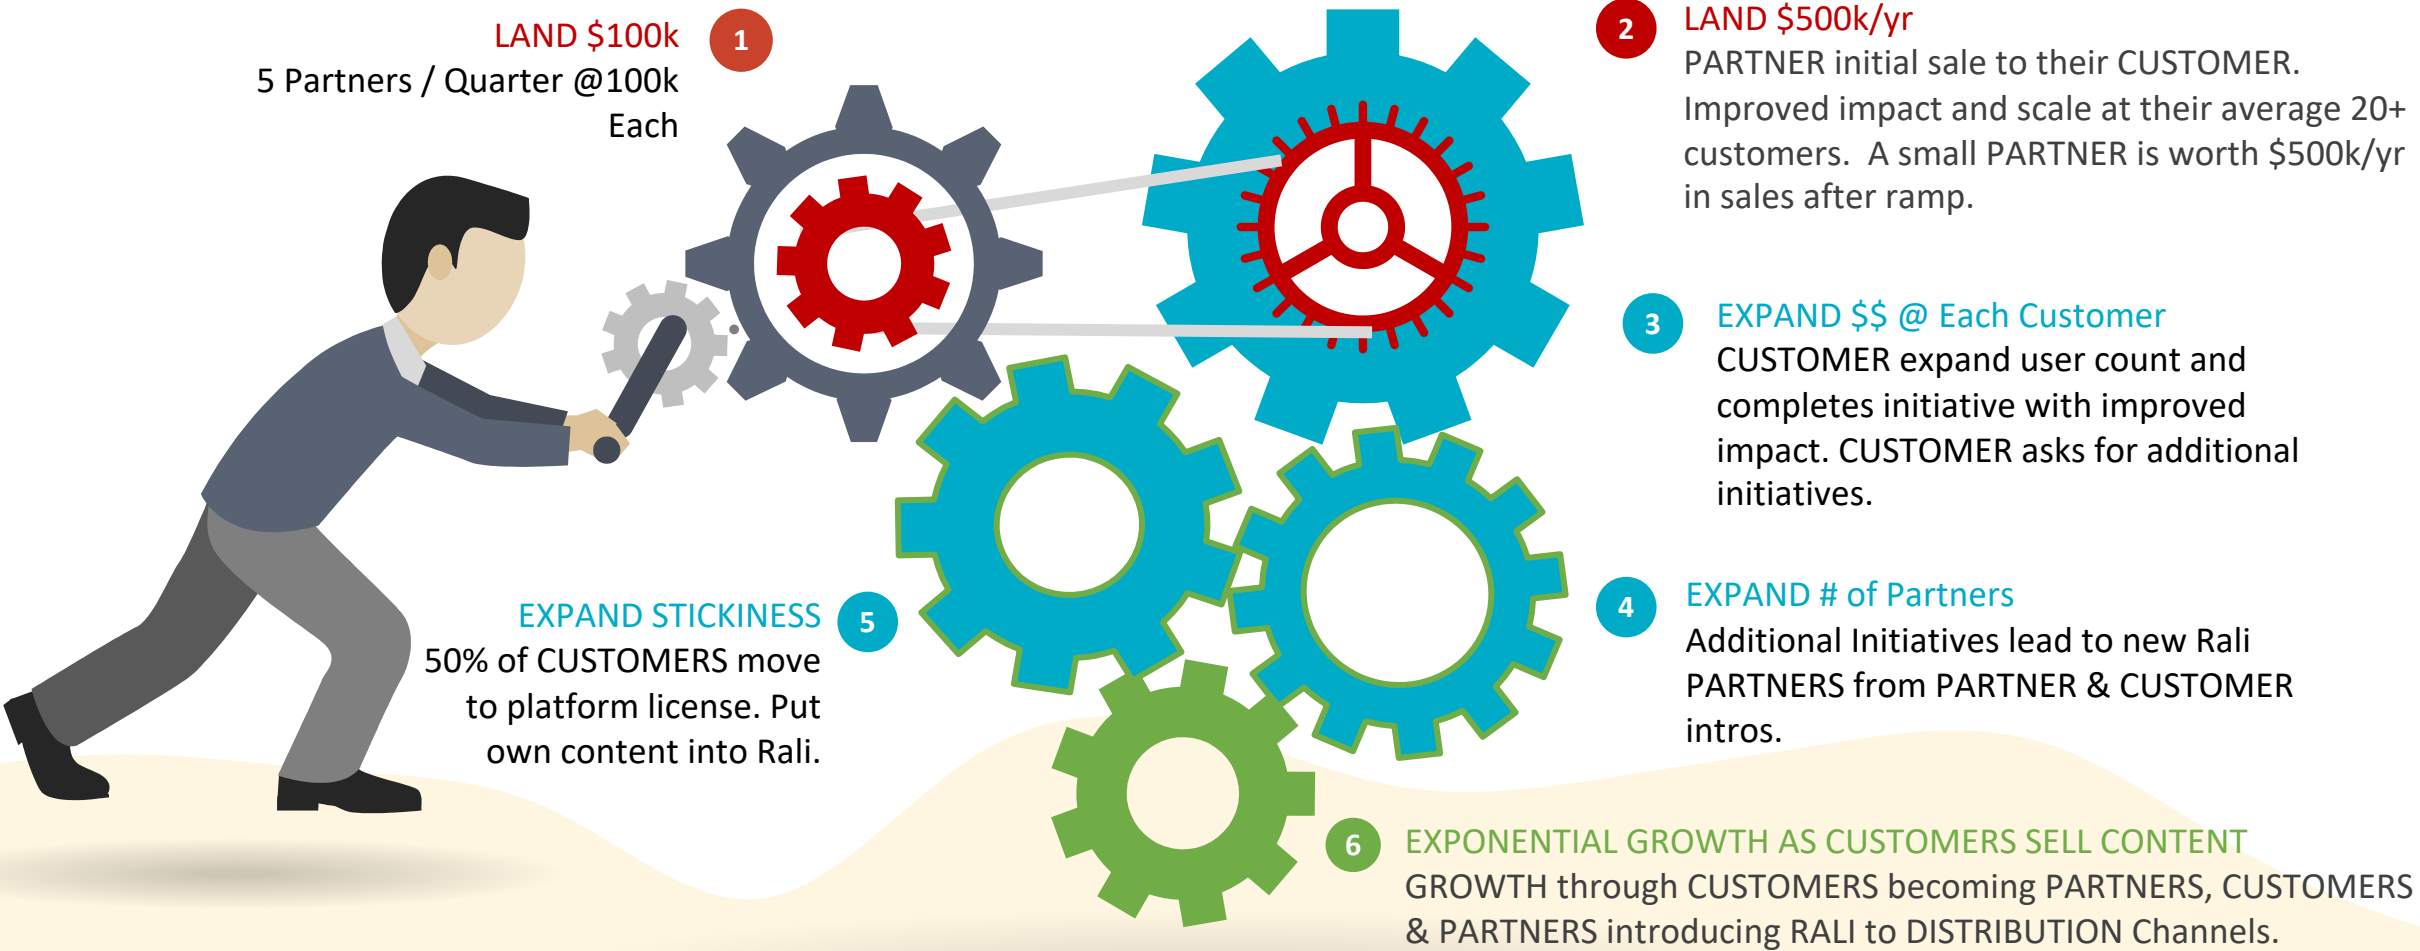 1
LAND $100k
5 Partners / Quarter @100k
Each
2
LAND $500k/yr
PARTNER initial sale to their CUSTOMER.
Improved impact and scale at their average 20+
customers.  A small PARTNER is worth $500k/yr
in sales after ramp.
3
EXPAND $$ @ Each Customer
CUSTOMER expand user count and
completes initiative with improved
impact. CUSTOMER asks for additional
initiatives.
4
EXPAND # of Partners
Additional Initiatives lead to new Rali
PARTNERS from PARTNER & CUSTOMER
intros.
5
EXPAND STICKINESS
50% of CUSTOMERS move
to platform license. Put
own content into Rali.
6
EXPONENTIAL GROWTH AS CUSTOMERS SELL CONTENT
GROWTH through CUSTOMERS becoming PARTNERS, CUSTOMERS
& PARTNERS introducing RALI to DISTRIBUTION Channels.